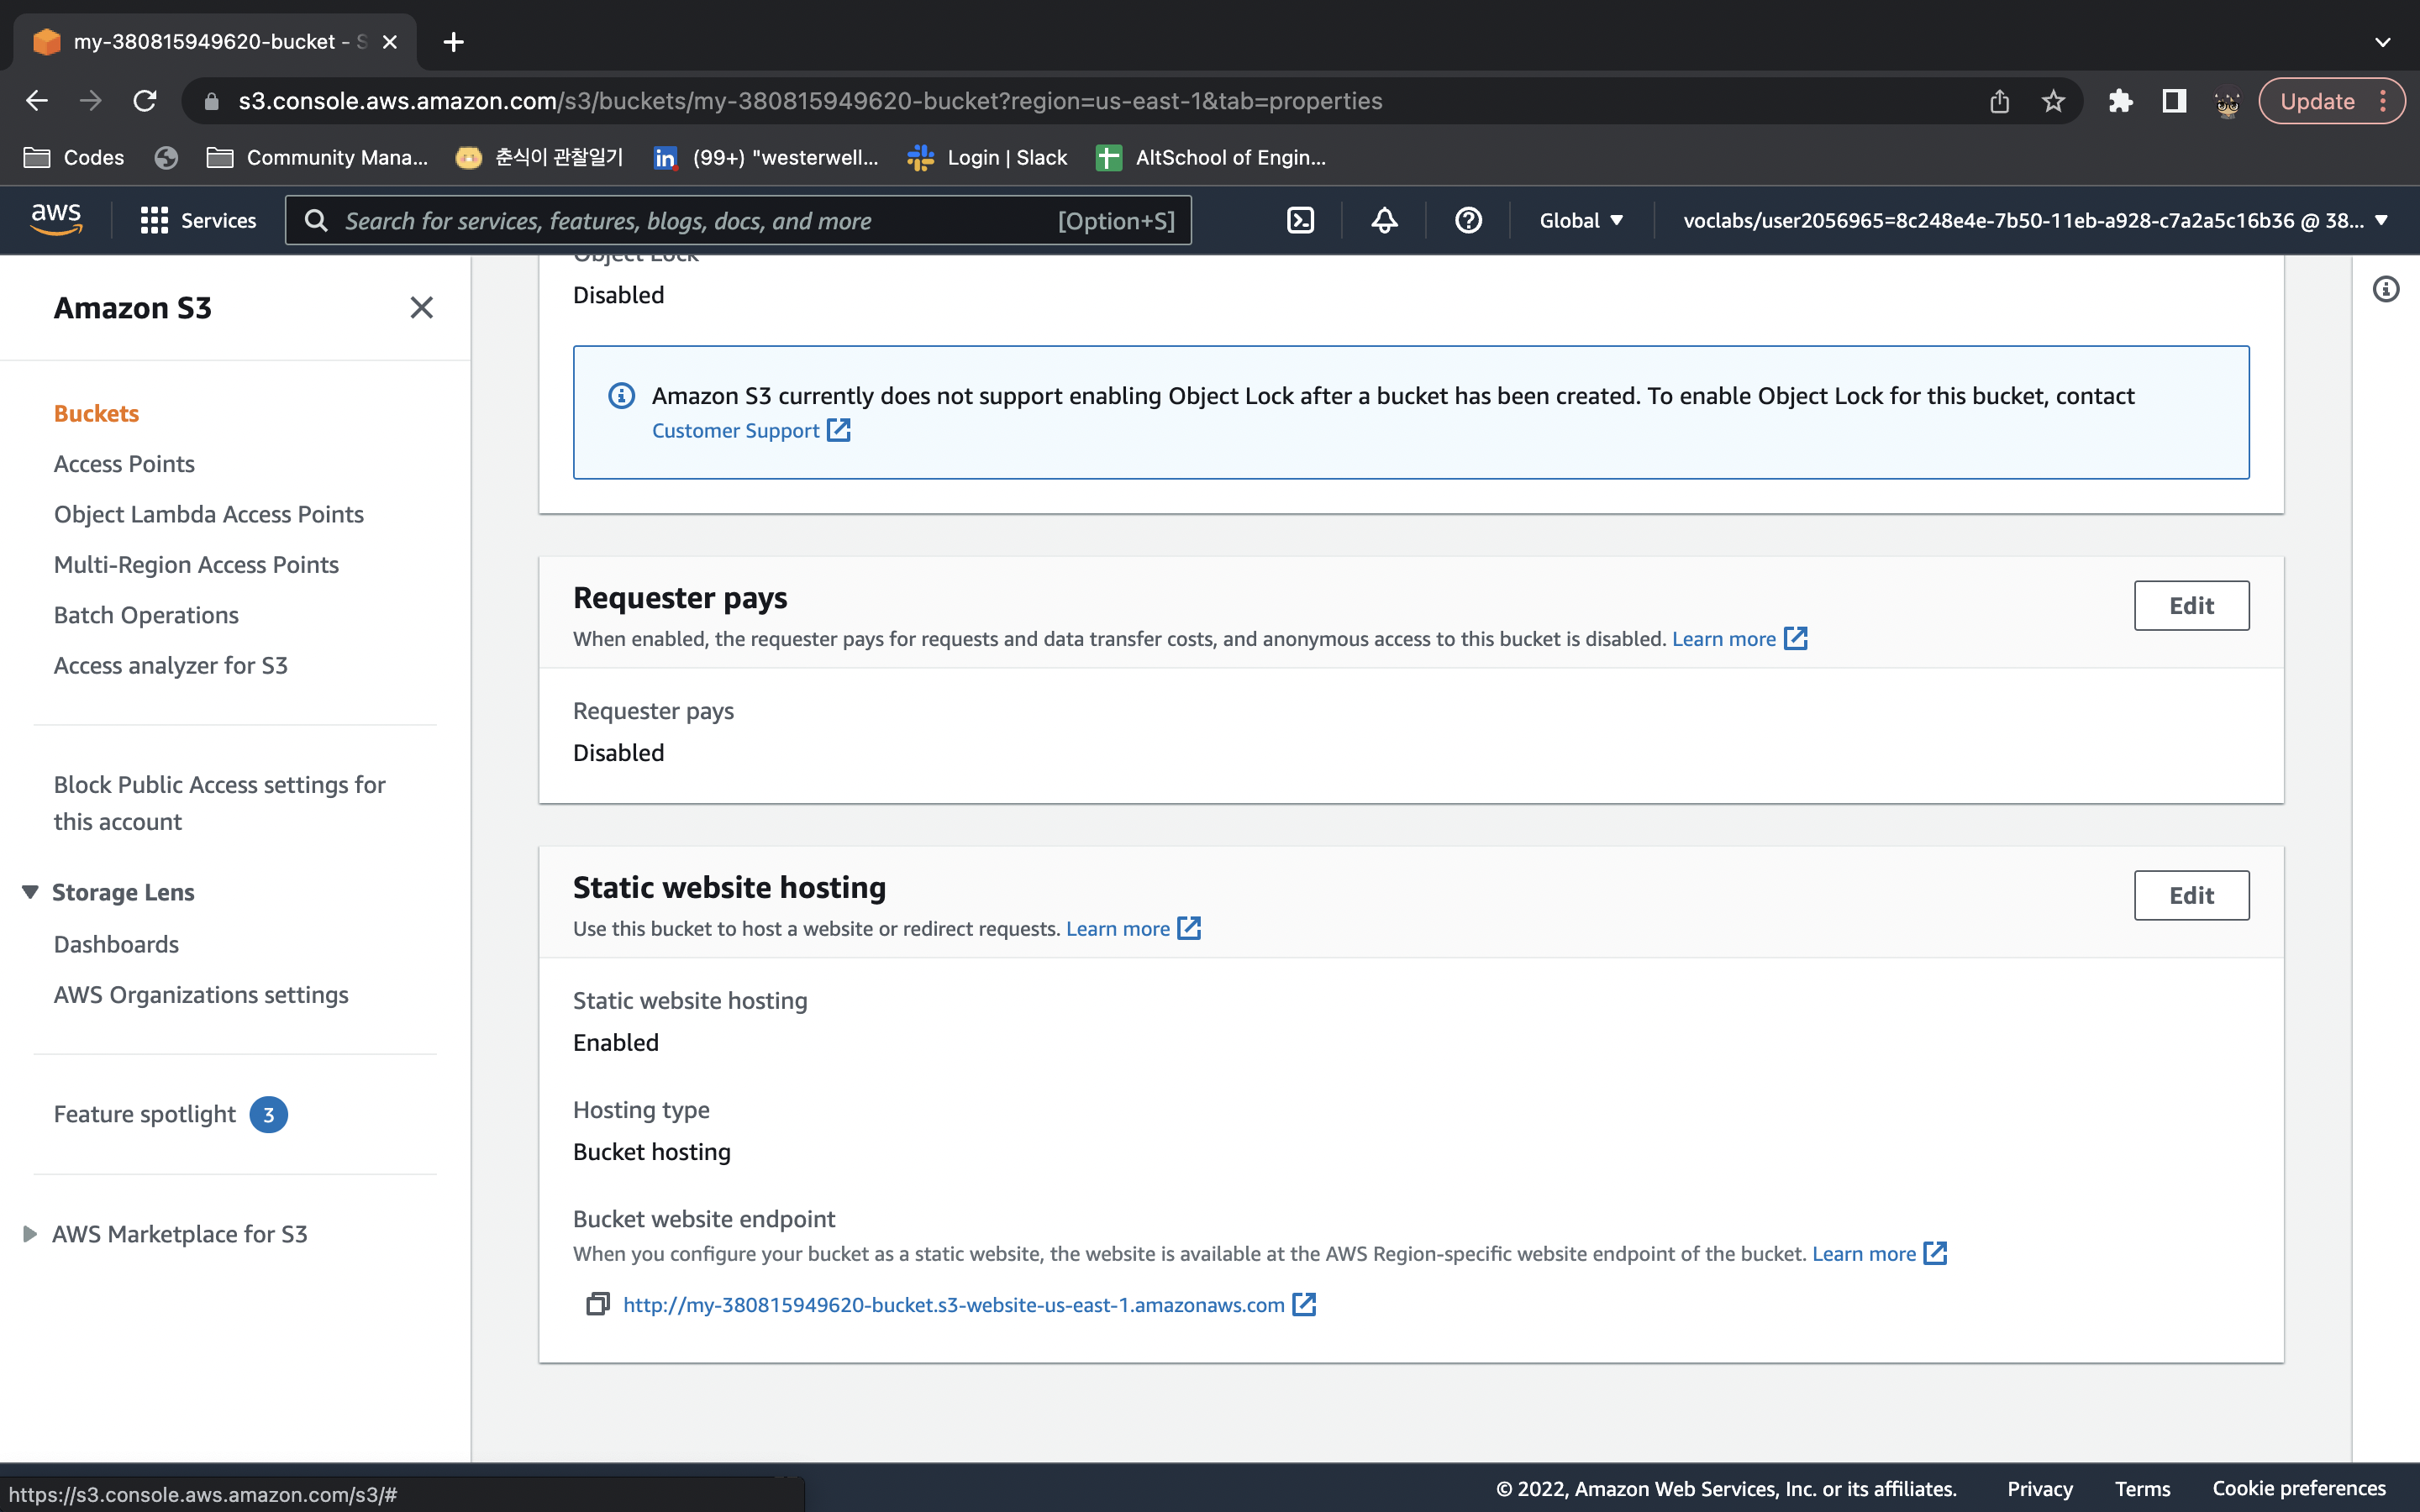 my-380815949620-bucket - S
s3.console.aws.amazon.com/s3/buckets/my-380815949620-bucket?region=us-east-1&tab=properties
Update
Codes
Community Mana...
춘식이 관찰일기
in
(99+) "westerwell...
Login | Slack
AltSchool of Engin...
aws
Services
Search for services, features, blogs, docs, and more
[Option+S]
Global
voclabs/user2056965=8c248e4e-7b50-11eb-a928-c7a2a5c16b36 @ 38...
Amazon S3
Buckets
Access Points
Object Lambda Access Points
Multi-Region Access Points
Batch Operations
Access analyzer for S3
Block Public Access settings for
this account
Storage Lens
Dashboards
AWS Organizations settings
Feature spotlight 3
AWS Marketplace for S3
Object Lock
Disabled
Amazon S3 currently does not support enabling Object Lock after a bucket has been created. To enable Object Lock for this bucket, contact
Customer Support
Requester pays
Edit
When enabled, the requester pays for requests and data transfer costs, and anonymous access to this bucket is disabled. Learn more
Requester pays
Disabled
Static website hosting
Edit
Use this bucket to host a website or redirect requests. Learn more
Static website hosting
Enabled
Hosting type
Bucket hosting
Bucket website endpoint
When you configure your bucket as a static website, the website is available at the AWS Region-specific website endpoint of the bucket. Learn more
http://my-380815949620-bucket.s3-website-us-east-1.amazonaws.com
https://s3.console.aws.amazon.com/s3/#
© 2022, Amazon Web Services, Inc. or its affiliates.
Privacy
Terms
Cookie preferences